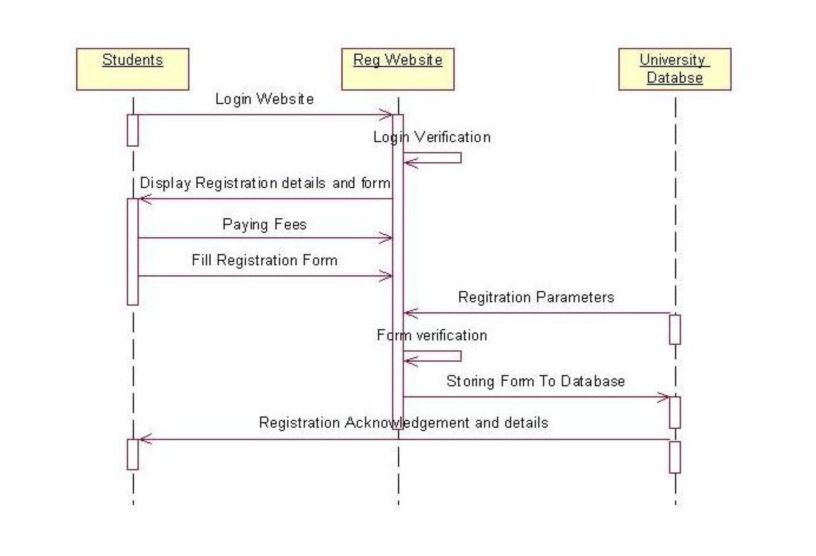 Students
Reg Website
University
Databse
Login Website
Login Verification
Display Registration details and form
Paying Fees
Fill Registration Form
Regitration Parameters
Form verification
Storing Form To Database
Registration Acknowledgement and details